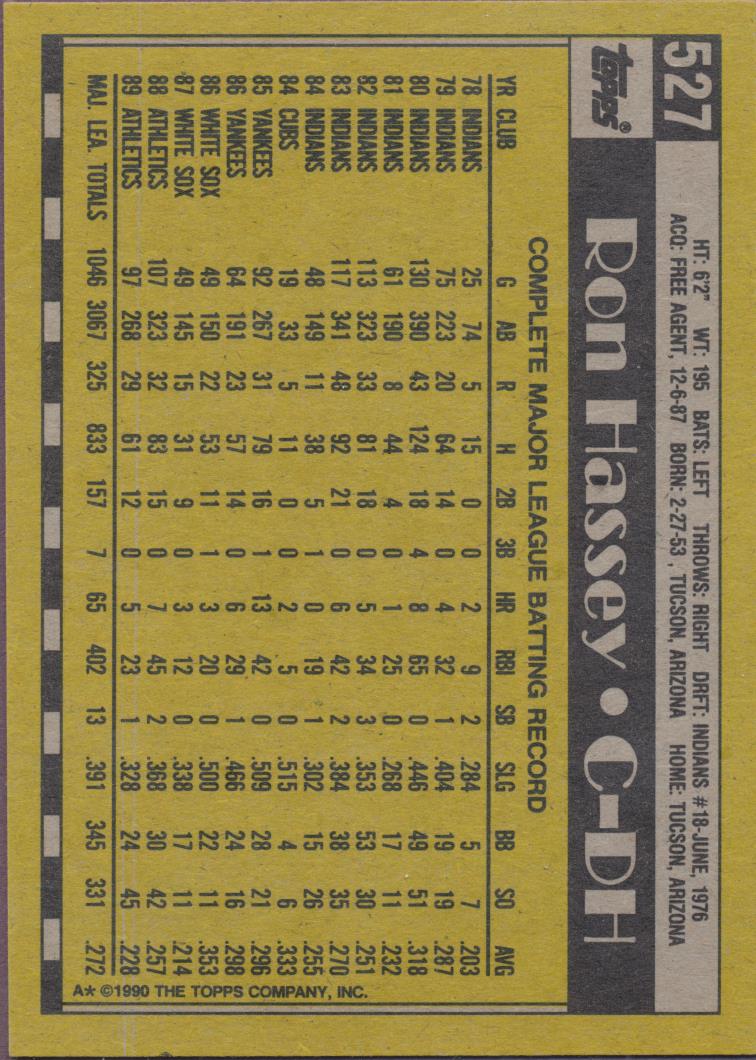 527
topps®
HT: 6'2" WT: 195 BATS: LEFT THROWS: RIGHT DRFT: INDIANS #18-JUNE, 1976
ACQ: FREE AGENT, 12-6-87 BORN: 2-27-53, TUCSON, ARIZONA HOME: TUCSON, ARIZONA
Ron Hassey • C-DH
COMPLETE MAJOR LEAGUE BATTING RECORD
YR CLUB G AB R H 2B 3B HR RBI SB SLG BB SO AVG
78 INDIANS 25 74 5 15 0 0 2 9 2 .284 5 7 .203
79 INDIANS 75 223 20 64 14 0 4 32 1 .404 19 19 .287
80 INDIANS 130 390 43 124 18 4 8 65 0 .446 49 51 .318
81 INDIANS 61 190 8 44 4 0 1 25 0 .268 17 11 .232
82 INDIANS 113 323 33 81 18 0 5 34 3 .353 53 30 .251
83 INDIANS 117 341 48 92 21 0 6 42 2 .384 38 35 .270
84 INDIANS 48 149 11 38 5 1 0 19 1 .302 15 26 .255
84 CUBS 19 33 5 11 0 0 2 5 0 .515 4 6 .333
85 YANKEES 92 267 31 79 16 1 13 42 0 .509 28 21 .296
86 YANKEES 64 191 23 57 14 0 6 29 1 .466 24 16 .298
86 WHITE SOX 49 150 22 53 11 1 3 20 0 .500 22 11 .353
87 WHITE SOX 49 145 15 31 9 0 3 12 0 .338 17 11 .214
88 ATHLETICS 107 323 32 83 15 0 7 45 2 .368 30 42 .257
89 ATHLETICS 97 268 29 61 12 0 5 23 1 .328 24 45 .228
MAJ. LEA. TOTALS 1046 3067 325 833 157 7 65 402 13 .391 345 331 .272
A* ©1990 THE TOPPS COMPANY, INC.